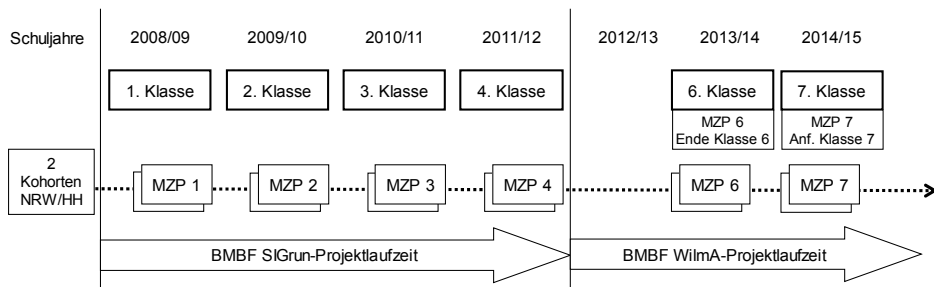 Schuljahre 2008/09 2009/10 2010/11 2011/12 2012/13 2013/14 2014/15
1. Klasse 2. Klasse 3. Klasse 4. Klasse 6. Klasse 7. Klasse
MZP 6 MZP 7
Ende Klasse 6 Anf. Klasse 7
2
Kohorten
NRW/HH
MZP 1 MZP 2 MZP 3 MZP 4 MZP 6 MZP 7
BMBF SIGrun-Projektlaufzeit BMBF WilmA-Projektlaufzeit